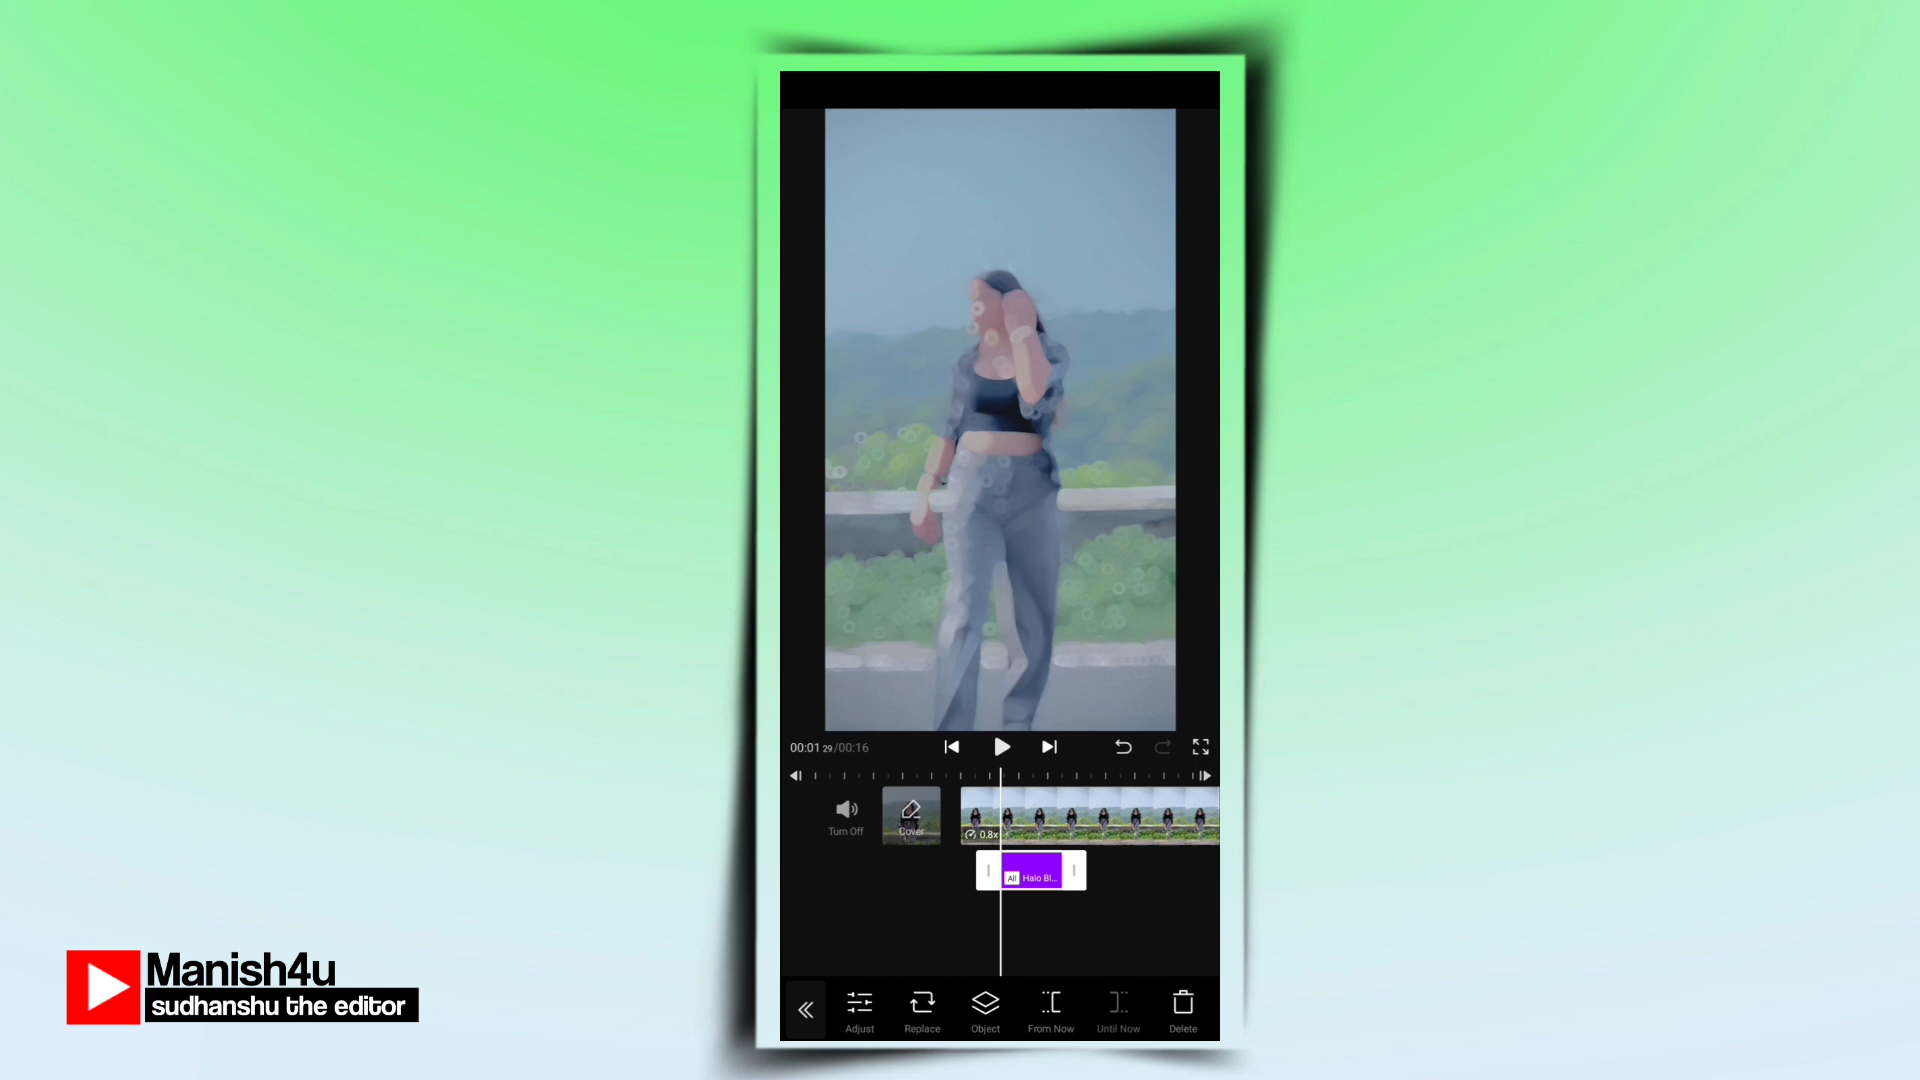 00:01 29/00:16
Turn Off
Cover
0.8x
All Halo Bl...
Adjust Replace Object From Now Until Now Delete
Manish4u
sudhanshu the editor